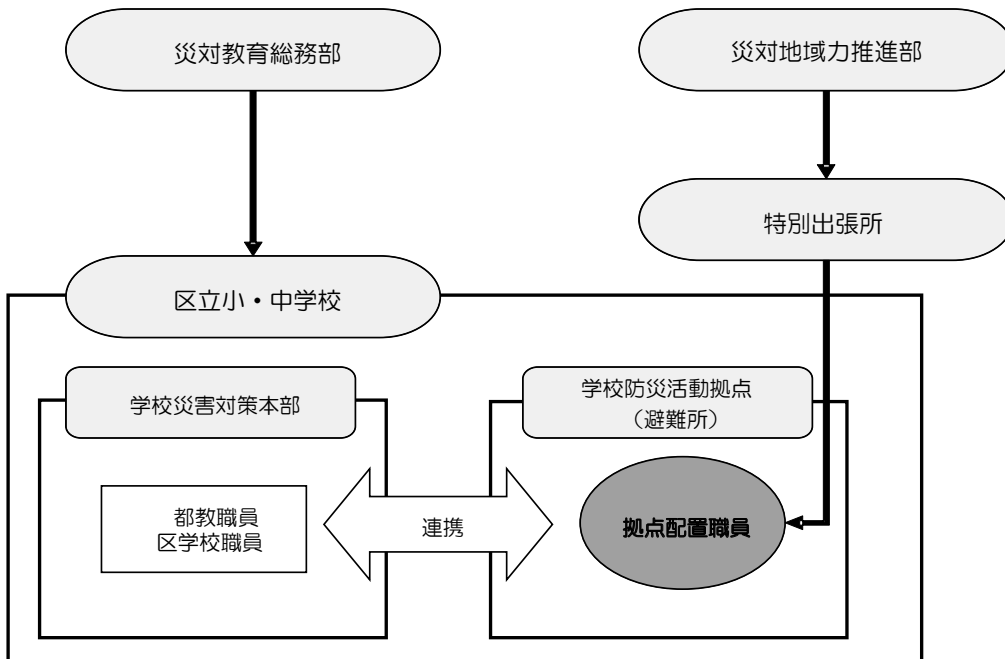 災対教育総務部
災対地域力推進部
特別出張所
区立小・中学校
学校災害対策本部
学校防災活動拠点
（避難所）
都教職員
区学校職員
連携
拠点配置職員